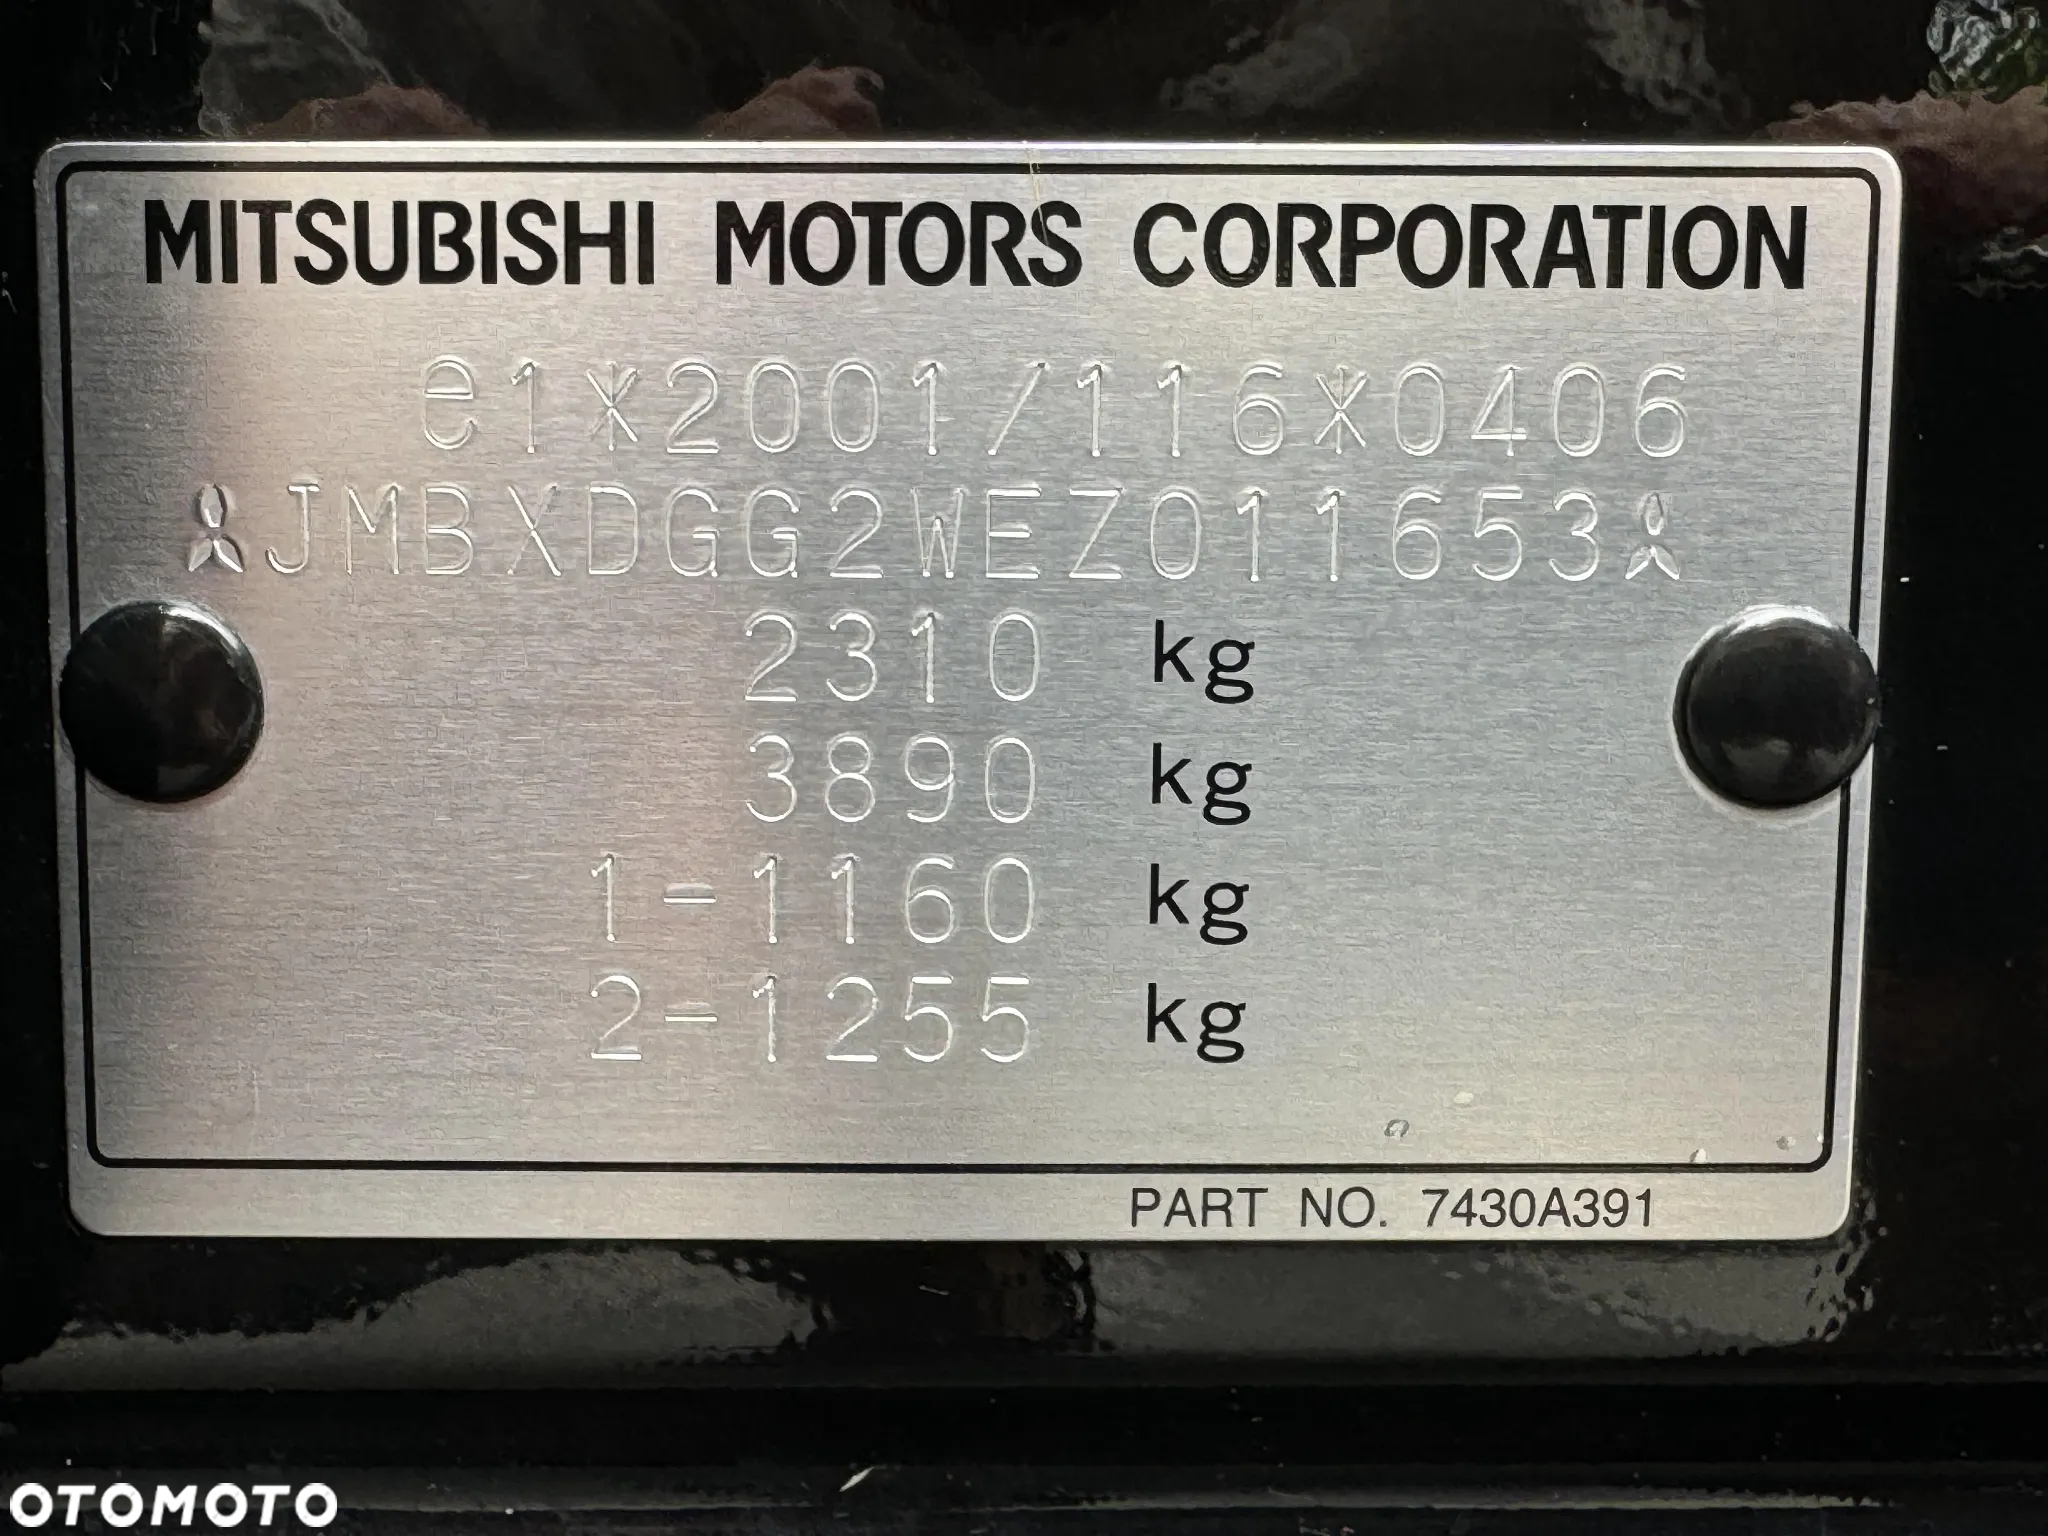 MITSUBISHI MOTORS CORPORATION
e1*2001/116*0406
JMBXDGG2WEZ011653
2310 kg
3890 kg
1-1160 kg
2-1255 kg
PART NO. 7430A391
OTOMOTO